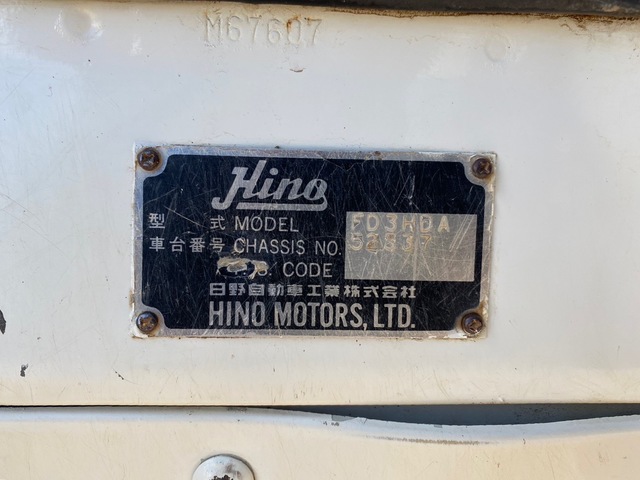 M67607
Hino
型 式 MODEL FD3HDA
車台番号 CHASSIS NO. 52537
CODE
日野自動車工業株式会社
HINO MOTORS, LTD.